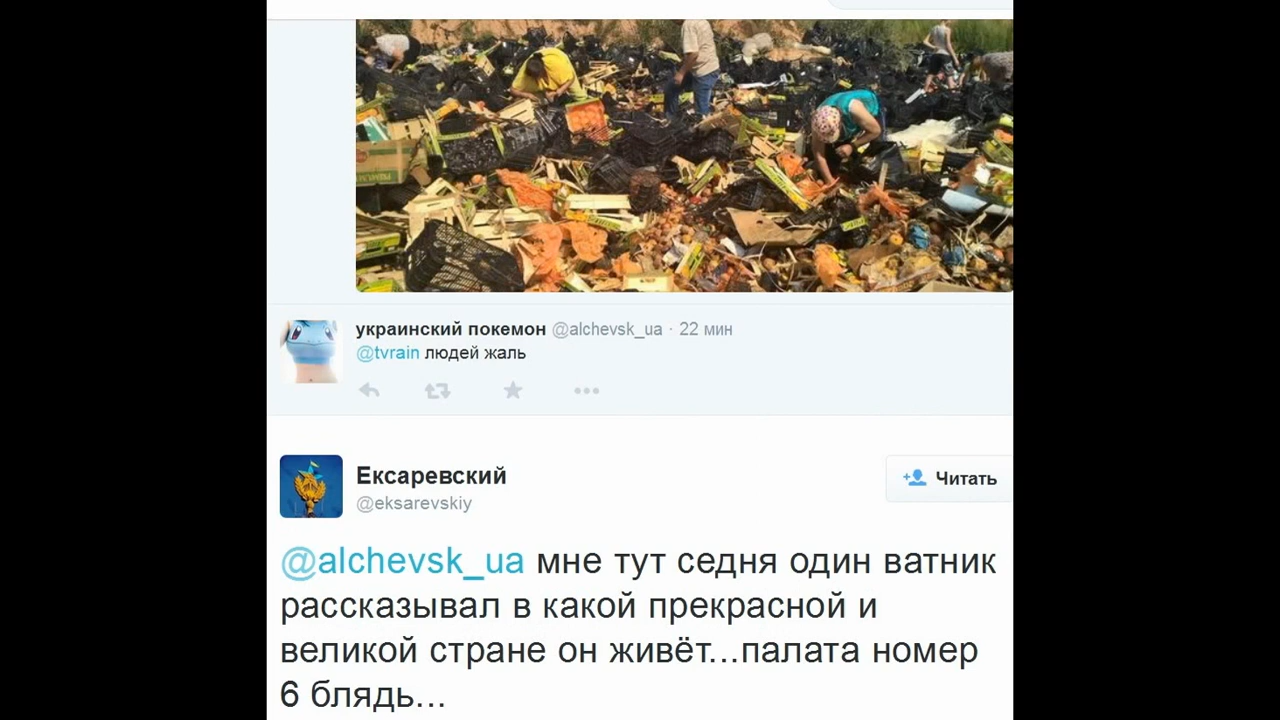 украинский покемон @alchevsk_ua · 22 мин
@tvrain людей жаль
Ексаревский
@eksarevskiy
Читать
@alchevsk_ua мне тут седня один ватник
рассказывал в какой прекрасной и
великой стране он живёт...палата номер
6 блядь...